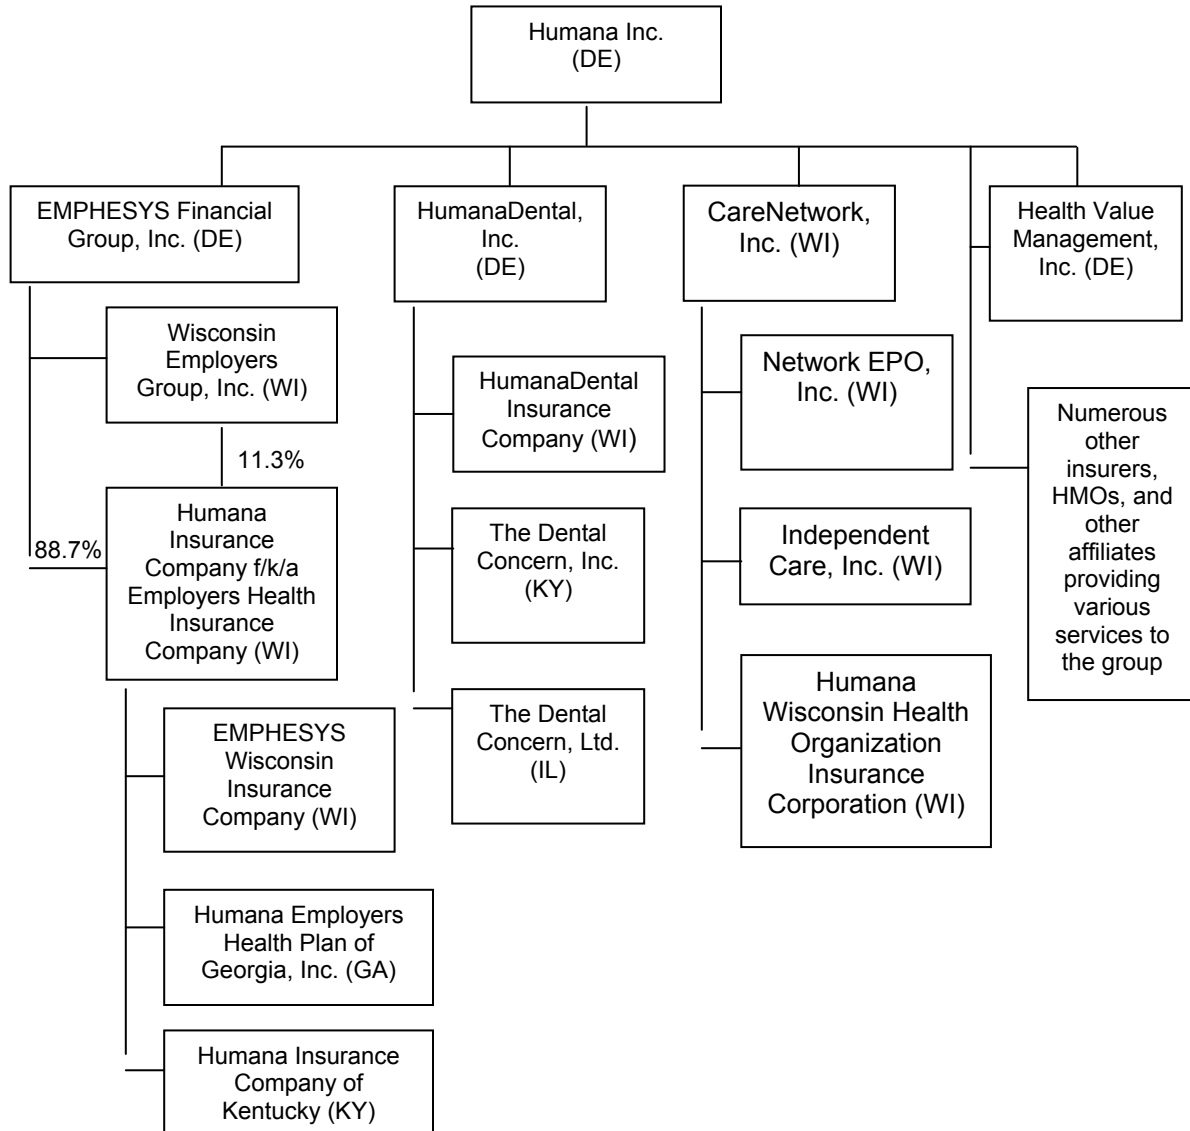 Humana Inc.
(DE)
EMPHESYS Financial
Group, Inc. (DE)
HumanaDental,
Inc.
(DE)
CareNetwork,
Inc. (WI)
Health Value
Management,
Inc. (DE)
Wisconsin
Employers
Group, Inc. (WI)
11.3%
88.7%
Humana
Insurance
Company f/k/a
Employers Health
Insurance
Company (WI)
EMPHESYS
Wisconsin
Insurance
Company (WI)
Humana Employers
Health Plan of
Georgia, Inc. (GA)
Humana Insurance
Company of
Kentucky (KY)
HumanaDental
Insurance
Company (WI)
The Dental
Concern, Inc.
(KY)
The Dental
Concern, Ltd.
(IL)
Network EPO,
Inc. (WI)
Independent
Care, Inc. (WI)
Humana
Wisconsin Health
Organization
Insurance
Corporation (WI)
Numerous
other
insurers,
HMOs, and
other
affiliates
providing
various
services to
the group